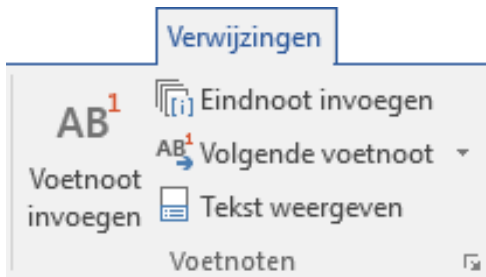 Verwijzingen
AB1
Voetnoot
invoegen
[i] Eindnoot invoegen
AB1 Volgende voetnoot
Tekst weergeven
Voetnoten